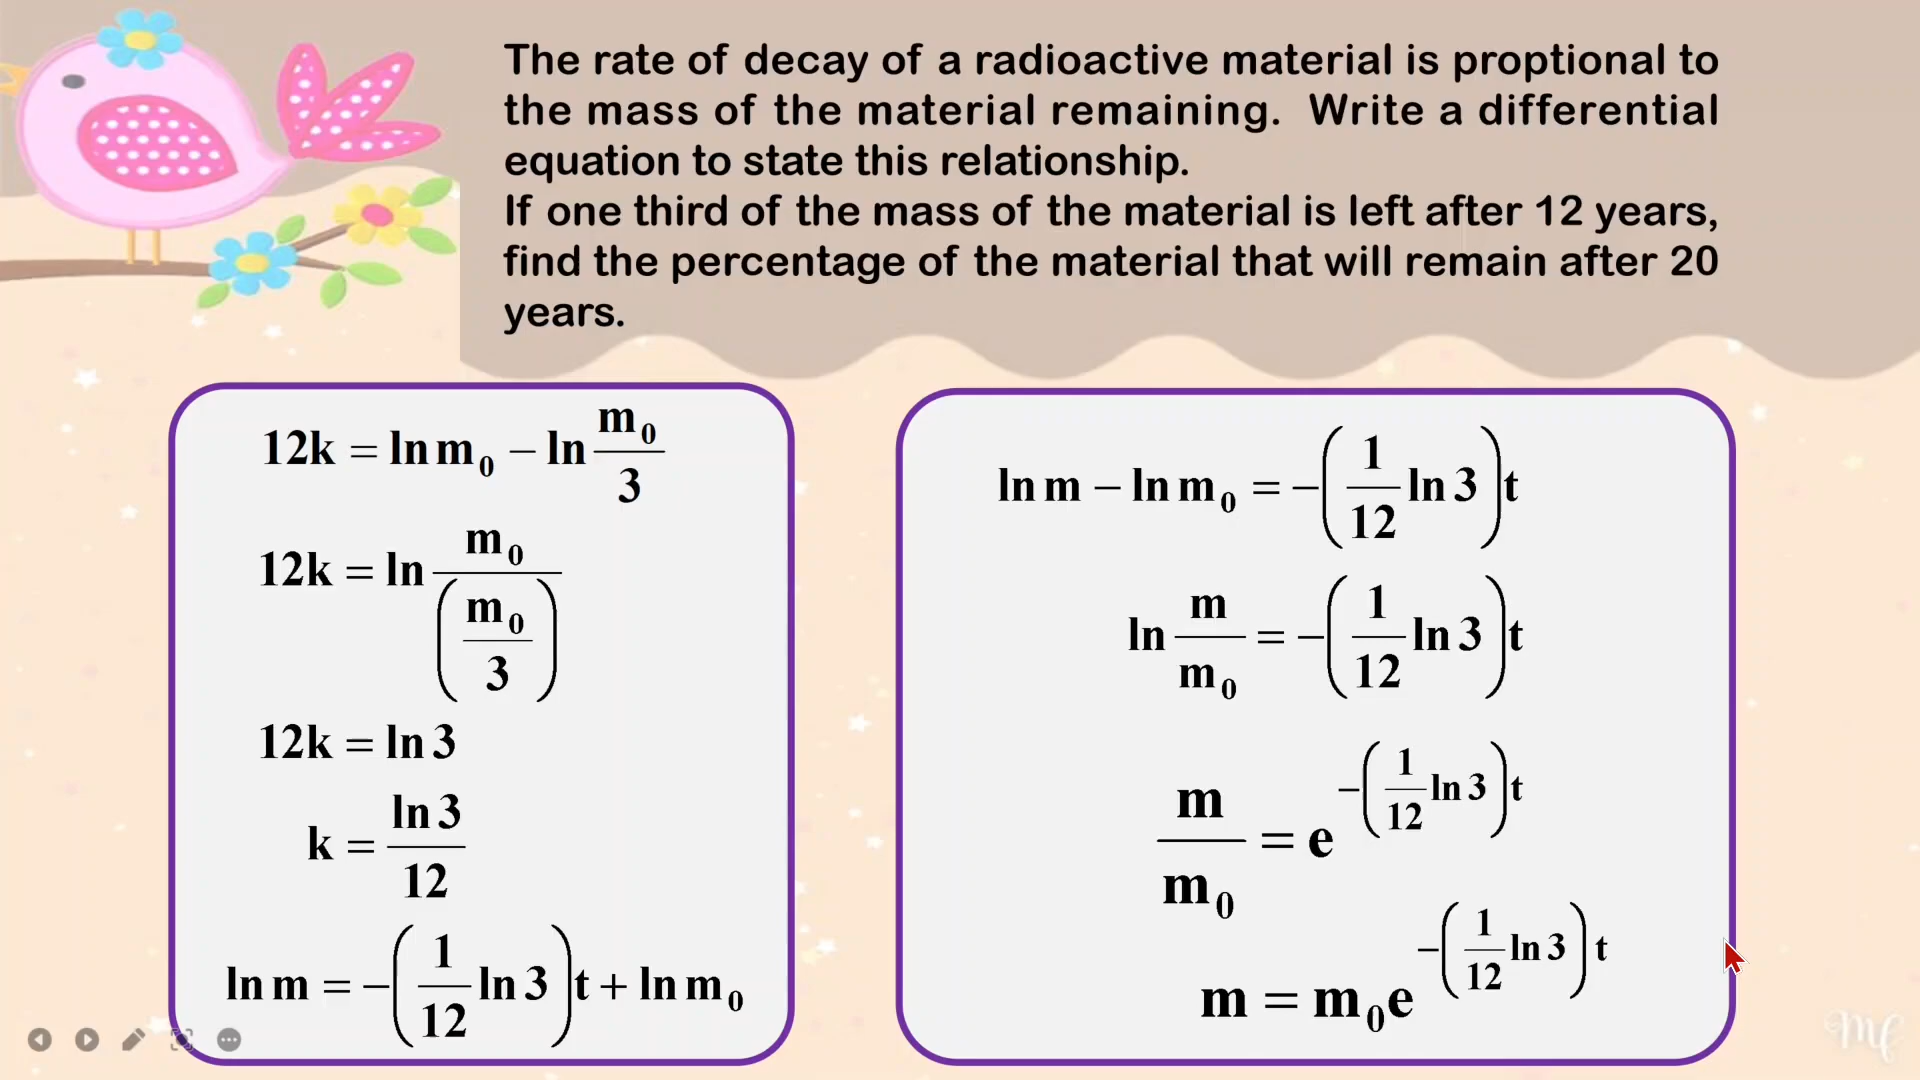 The rate of decay of a radioactive material is proptional to
the mass of the material remaining. Write a differential
equation to state this relationship.
If one third of the mass of the material is left after 12 years,
find the percentage of the material that will remain after 20
years.
12k = ln m₀ − ln m₀/3
12k = ln m₀/(m₀/3)
12k = ln 3
k = ln 3/12
ln m = −(1/12 ln 3)t + ln m₀
ln m − ln m₀ = −(1/12 ln 3)t
ln m/m₀ = −(1/12 ln 3)t
m/m₀ = e^(−(1/12 ln 3)t)
m = m₀e^(−(1/12 ln 3)t)
mf